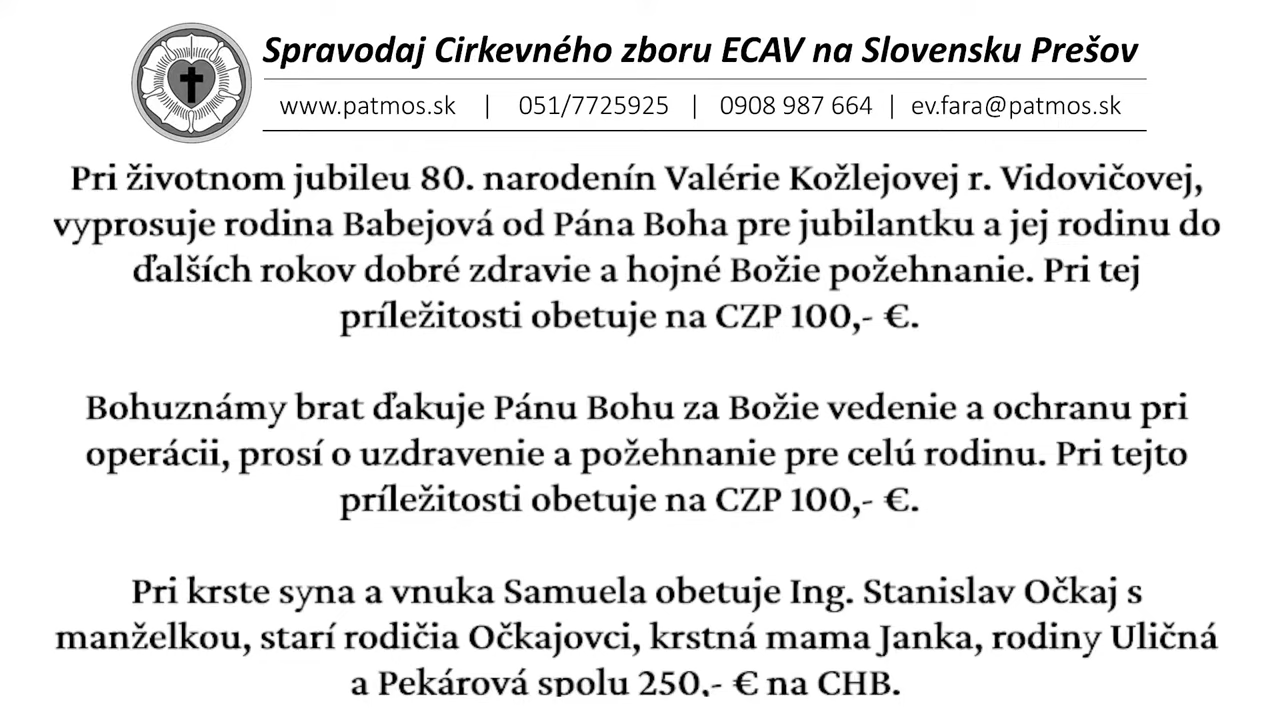 Spravodaj Cirkevného zboru ECAV na Slovensku Prešov
www.patmos.sk | 051/7725925 | 0908 987 664 | ev.fara@patmos.sk
Pri životnom jubileu 80. narodenín Valérie Kožlejovej r. Vidovičovej,
vyprosuje rodina Babejová od Pána Boha pre jubilantku a jej rodinu do
ďalších rokov dobré zdravie a hojné Božie požehnanie. Pri tej
príležitosti obetuje na CZP 100,- €.
Bohuznámy brat ďakuje Pánu Bohu za Božie vedenie a ochranu pri
operácii, prosí o uzdravenie a požehnanie pre celú rodinu. Pri tejto
príležitosti obetuje na CZP 100,- €.
Pri krste syna a vnuka Samuela obetuje Ing. Stanislav Očkaj s
manželkou, starí rodičia Očkajovci, krstná mama Janka, rodiny Uličná
a Pekárová spolu 250,- € na CHB.